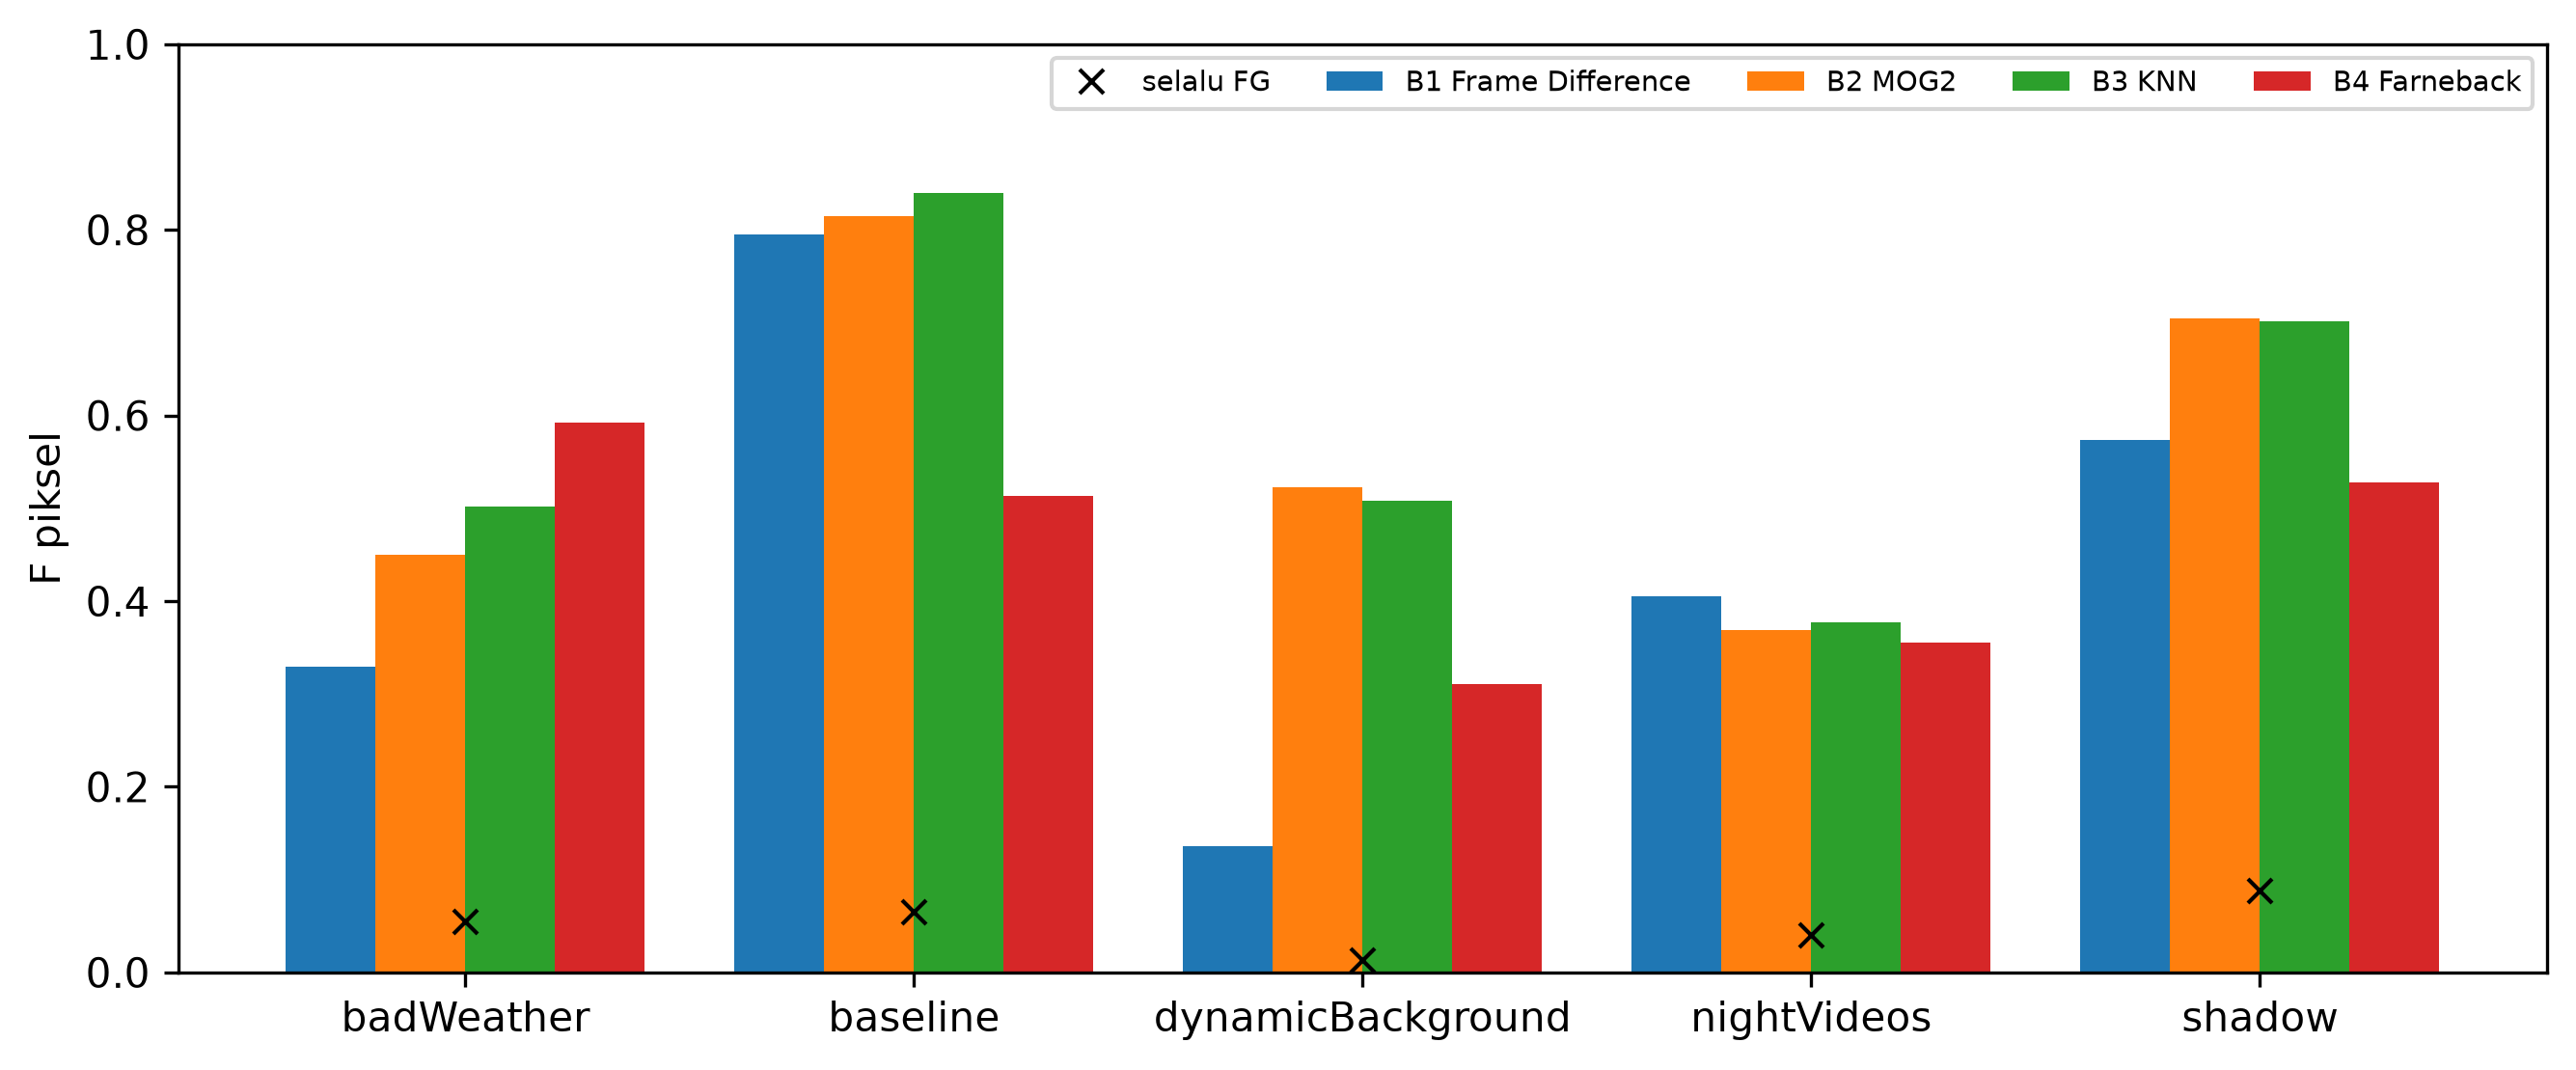 1.0
selalu FG B1 Frame Difference B2 MOG2 B3 KNN B4 Farneback
0.8
0.6
F piksel
0.4
0.2
0.0
badWeather baseline dynamicBackground nightVideos shadow